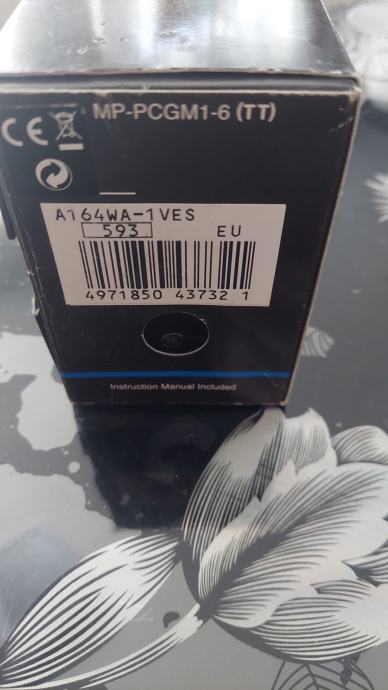 CE
MP-PCGM1-6 (TT)
A164WA-1VES
593 EU
4971850 43732 1
Instruction Manual Included